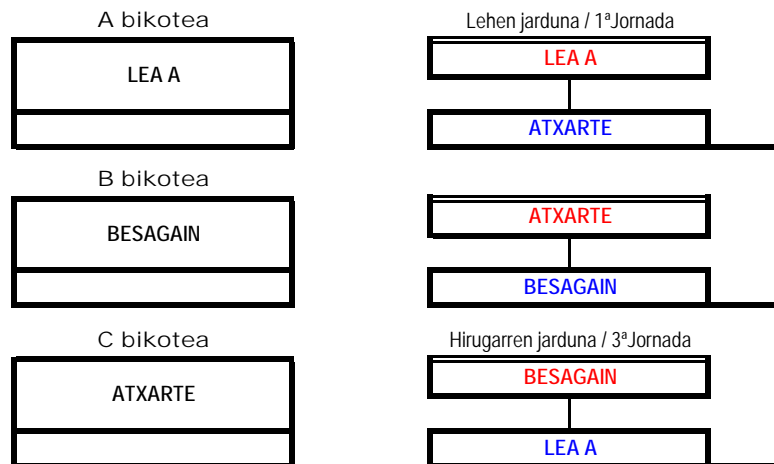 A bikotea
LEA A
B bikotea
BESAGAIN
C bikotea
ATXARTE
Lehen jarduna / 1ªJornada
LEA A
ATXARTE
ATXARTE
BESAGAIN
Hirugarren jarduna / 3ªJornada
BESAGAIN
LEA A